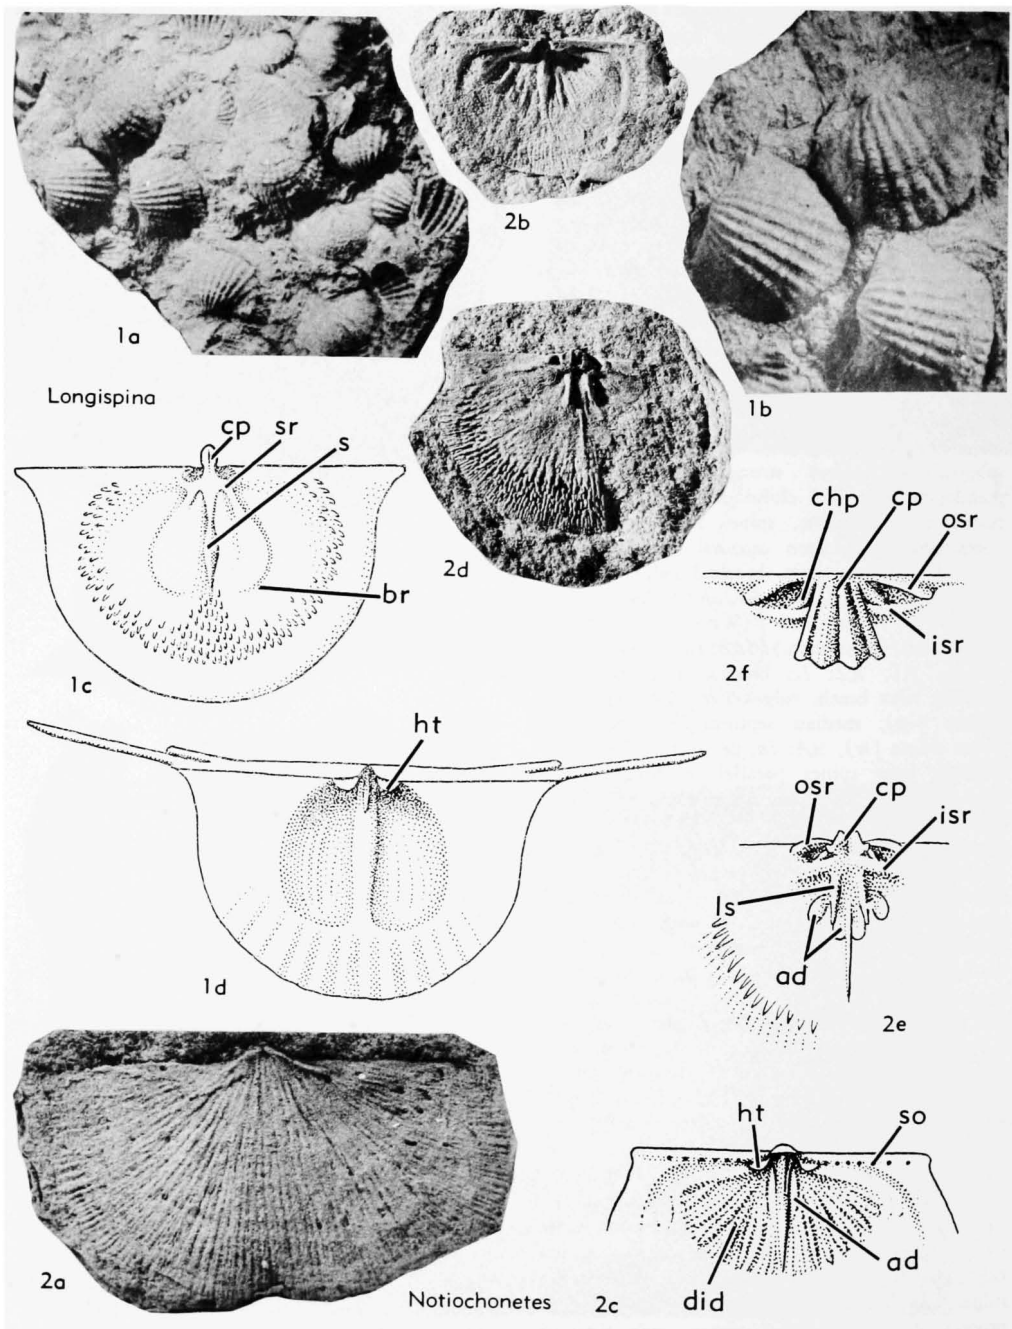 1a
2b
1b
Longispina
cp sr s
br
1c
2d
chp cp osr
isr
2f
ht
1d
osr cp isr
ls
ad
2e
2a
Notiochonetes
ht so
ad
did
2c